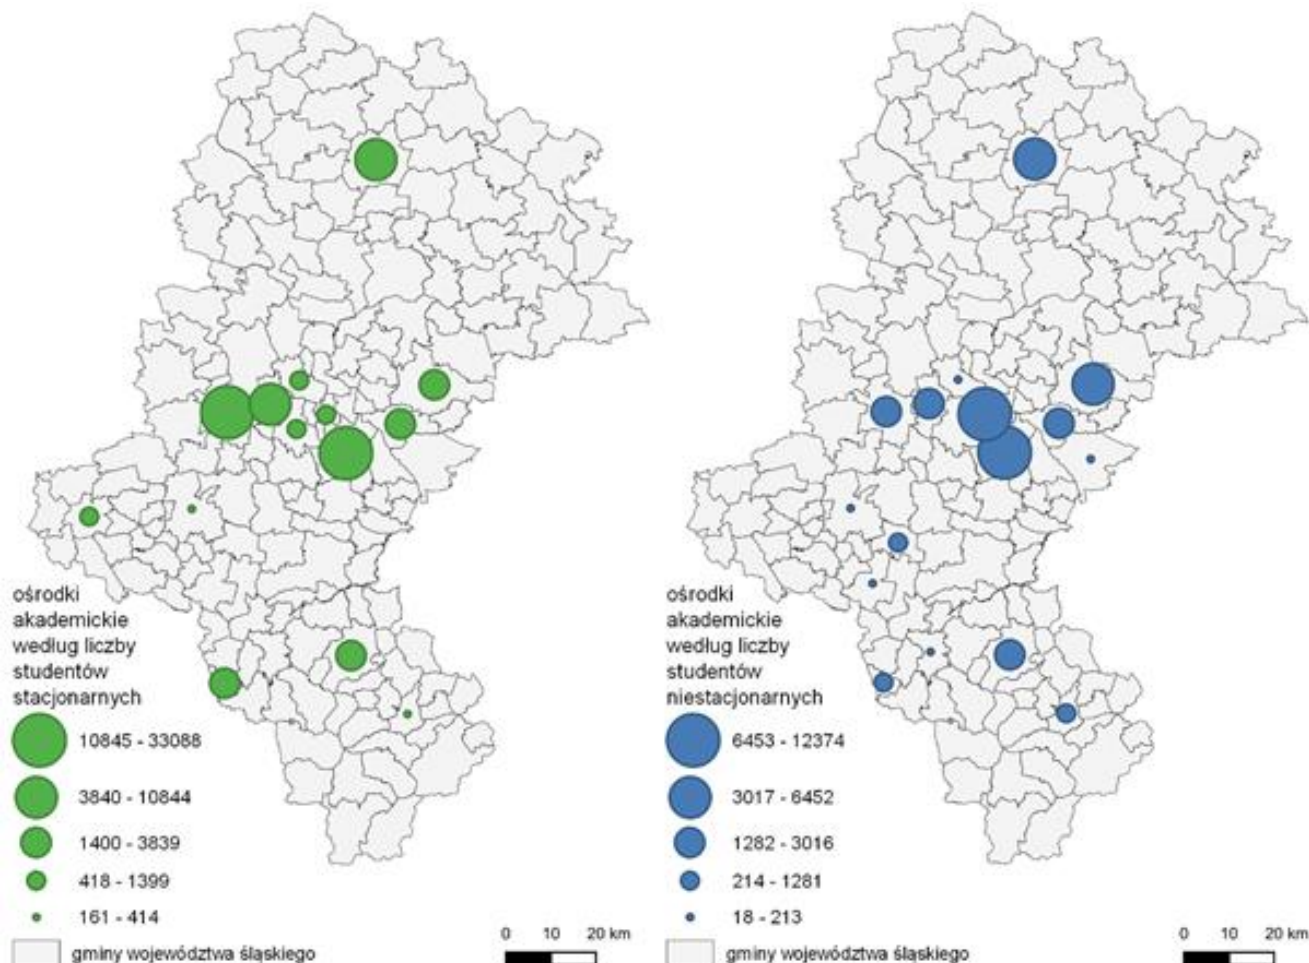 ośrodki
akademickie
według liczby
studentów
stacjonarnych
10845 - 33088
3840 - 10844
1400 - 3839
418 - 1399
161 - 414
gminy województwa śląskiego
0 10 20 km
ośrodki
akademickie
według liczby
studentów
niestacjonarnych
6453 - 12374
3017 - 6452
1282 - 3016
214 - 1281
18 - 213
gminy województwa śląskiego
0 10 20 km